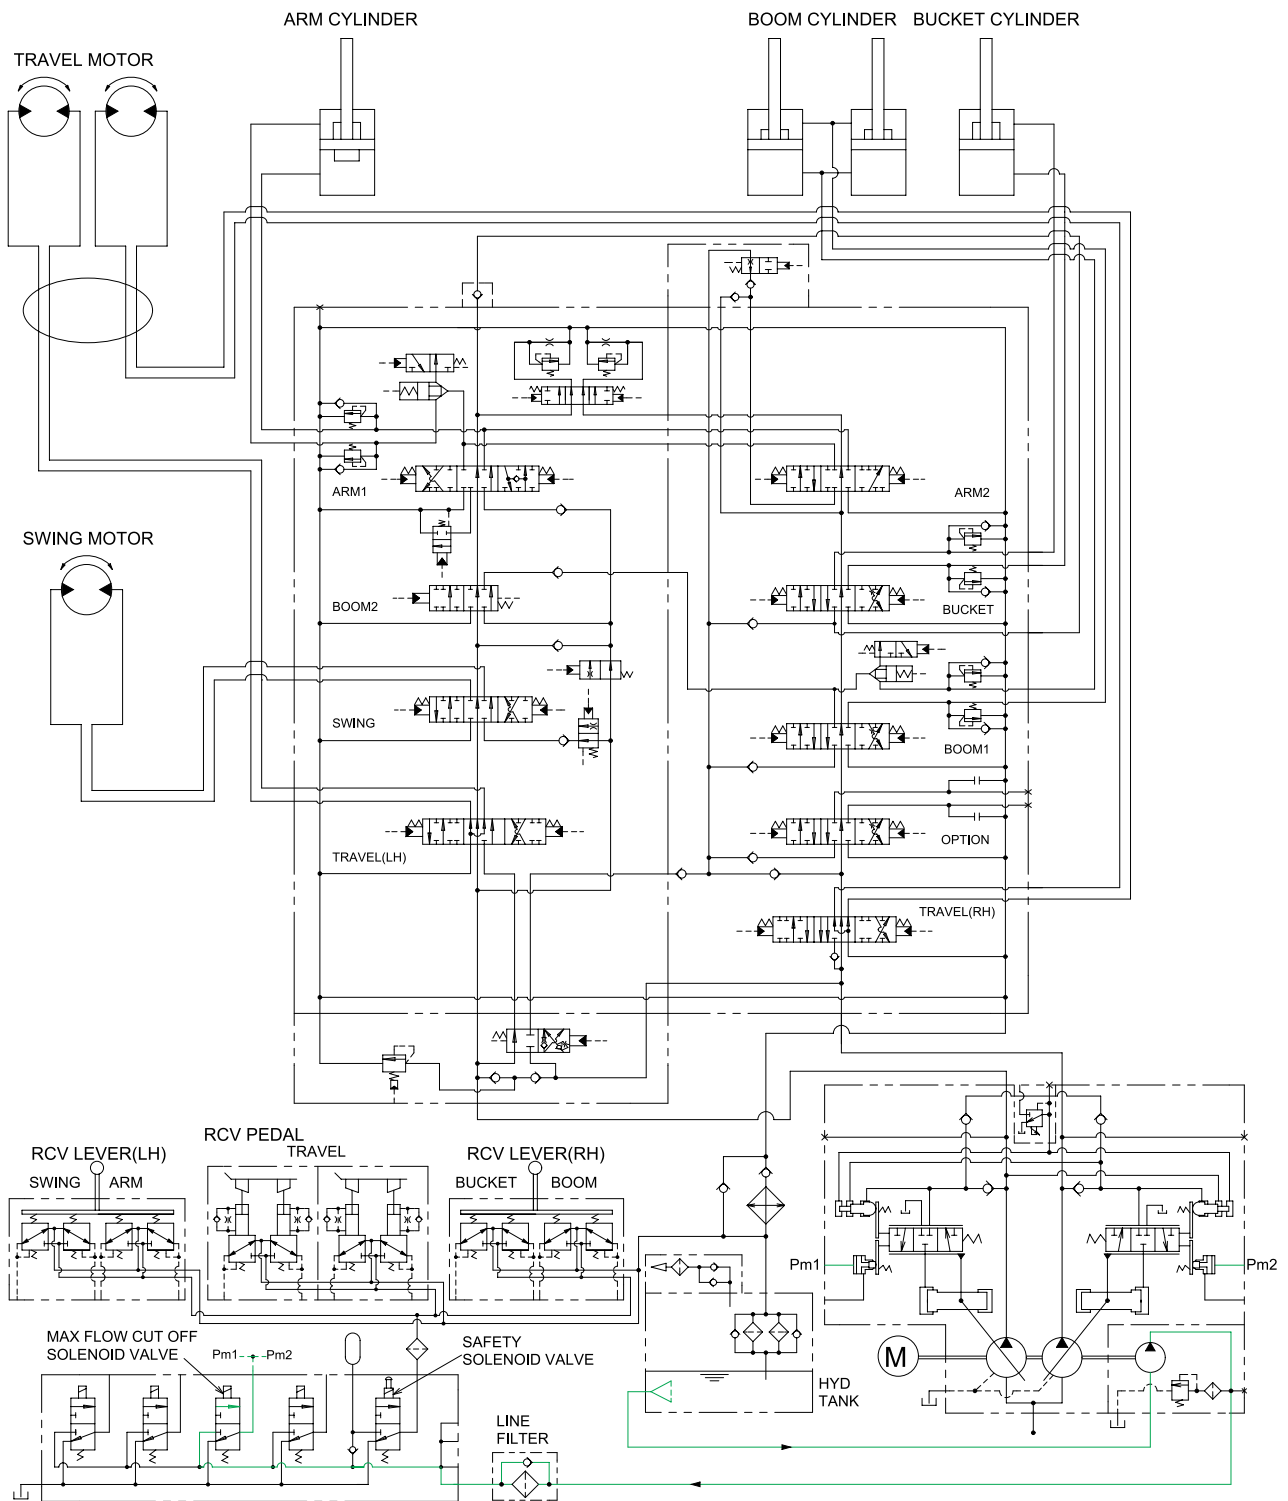 ARM CYLINDER
BOOM CYLINDER
BUCKET CYLINDER
TRAVEL MOTOR
ARM1
ARM2
SWING MOTOR
BOOM2
BUCKET
SWING
BOOM1
OPTION
TRAVEL(LH)
TRAVEL(RH)
RCV LEVER(LH)
SWING
ARM
RCV PEDAL
TRAVEL
RCV LEVER(RH)
BUCKET
BOOM
Pm1
Pm2
MAX FLOW CUT OFF
SOLENOID VALVE
Pm1
Pm2
SAFETY
SOLENOID VALVE
M
HYD
TANK
LINE
FILTER